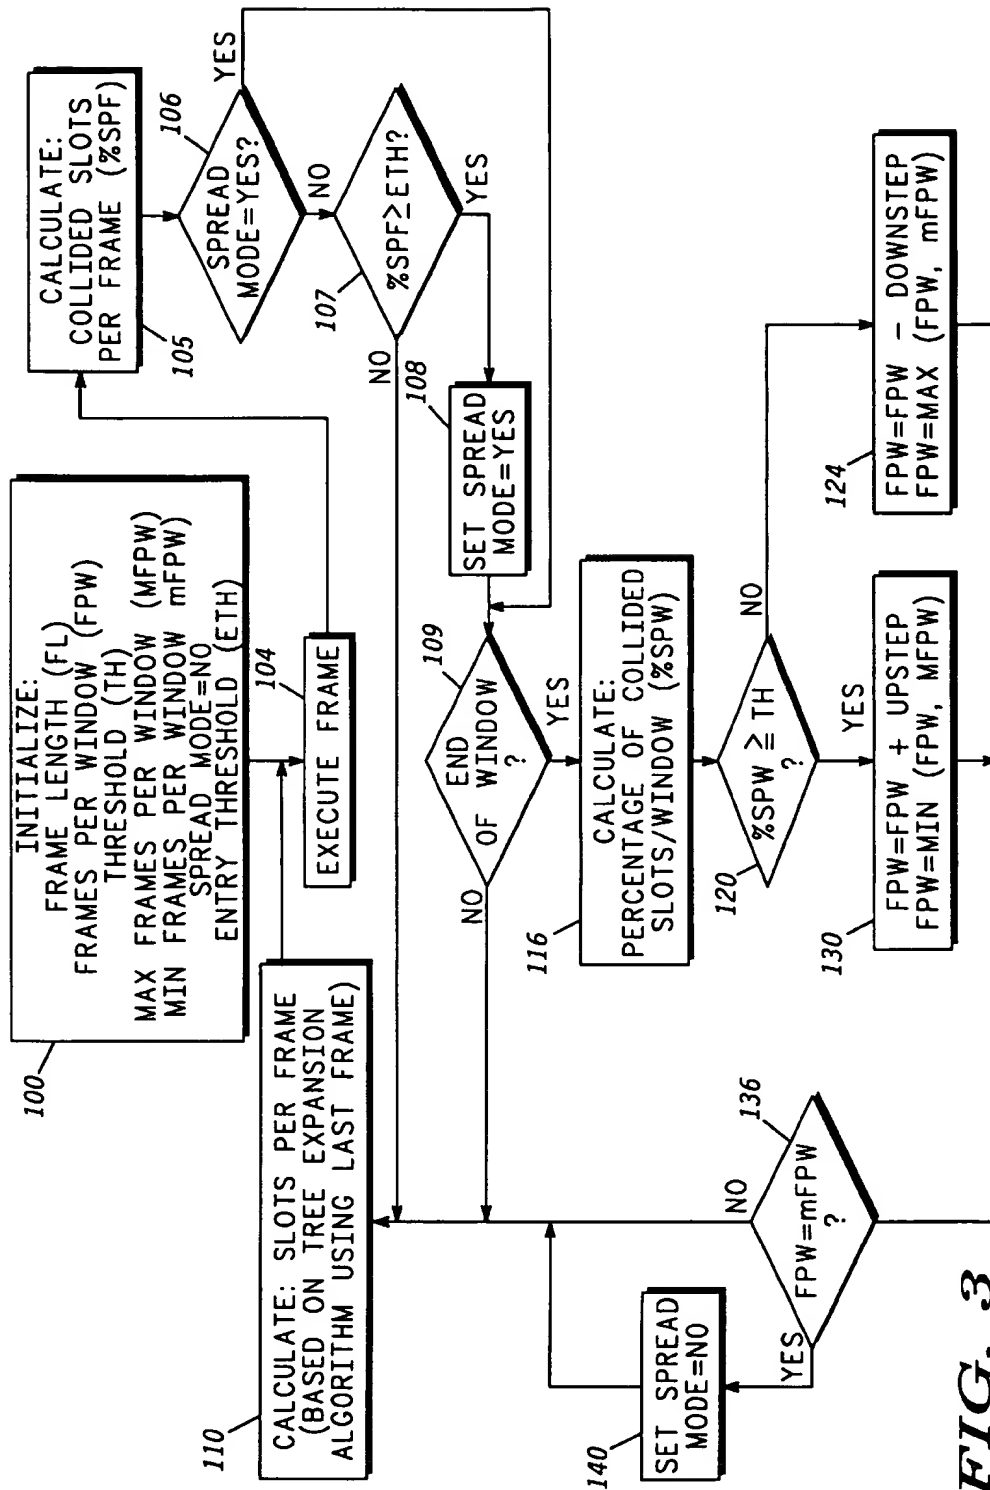 INITIALIZE:
FRAME LENGTH (FL)
FRAMES PER WINDOW (FPW)
THRESHOLD (TH)
MAX FRAMES PER WINDOW (MFPW)
MIN FRAMES PER WINDOW mFPW)
SPREAD MODE=NO
ENTRY THRESHOLD (ETH)
100
EXECUTE FRAME
104
CALCULATE:
COLLIDED SLOTS
PER FRAME (%SPF)
105
SPREAD
MODE=YES?
106
YES
NO
%SPF≥ETH?
107
NO
YES
SET SPREAD
MODE=YES
108
END
OF WINDOW
?
109
NO
YES
CALCULATE: SLOTS PER FRAME
(BASED ON TREE EXPANSION
ALGORITHM USING LAST FRAME)
110
CALCULATE:
PERCENTAGE OF COLLIDED
SLOTS/WINDOW (%SPW)
116
%SPW ≧ TH
?
120
NO
YES
FPW=FPW - DOWNSTEP
FPW=MAX (FPW, mFPW)
124
FPW=FPW + UPSTEP
FPW=MIN (FPW, MFPW)
130
FPW=mFPW
?
136
NO
YES
SET SPREAD
MODE=NO
140
FIG. 3